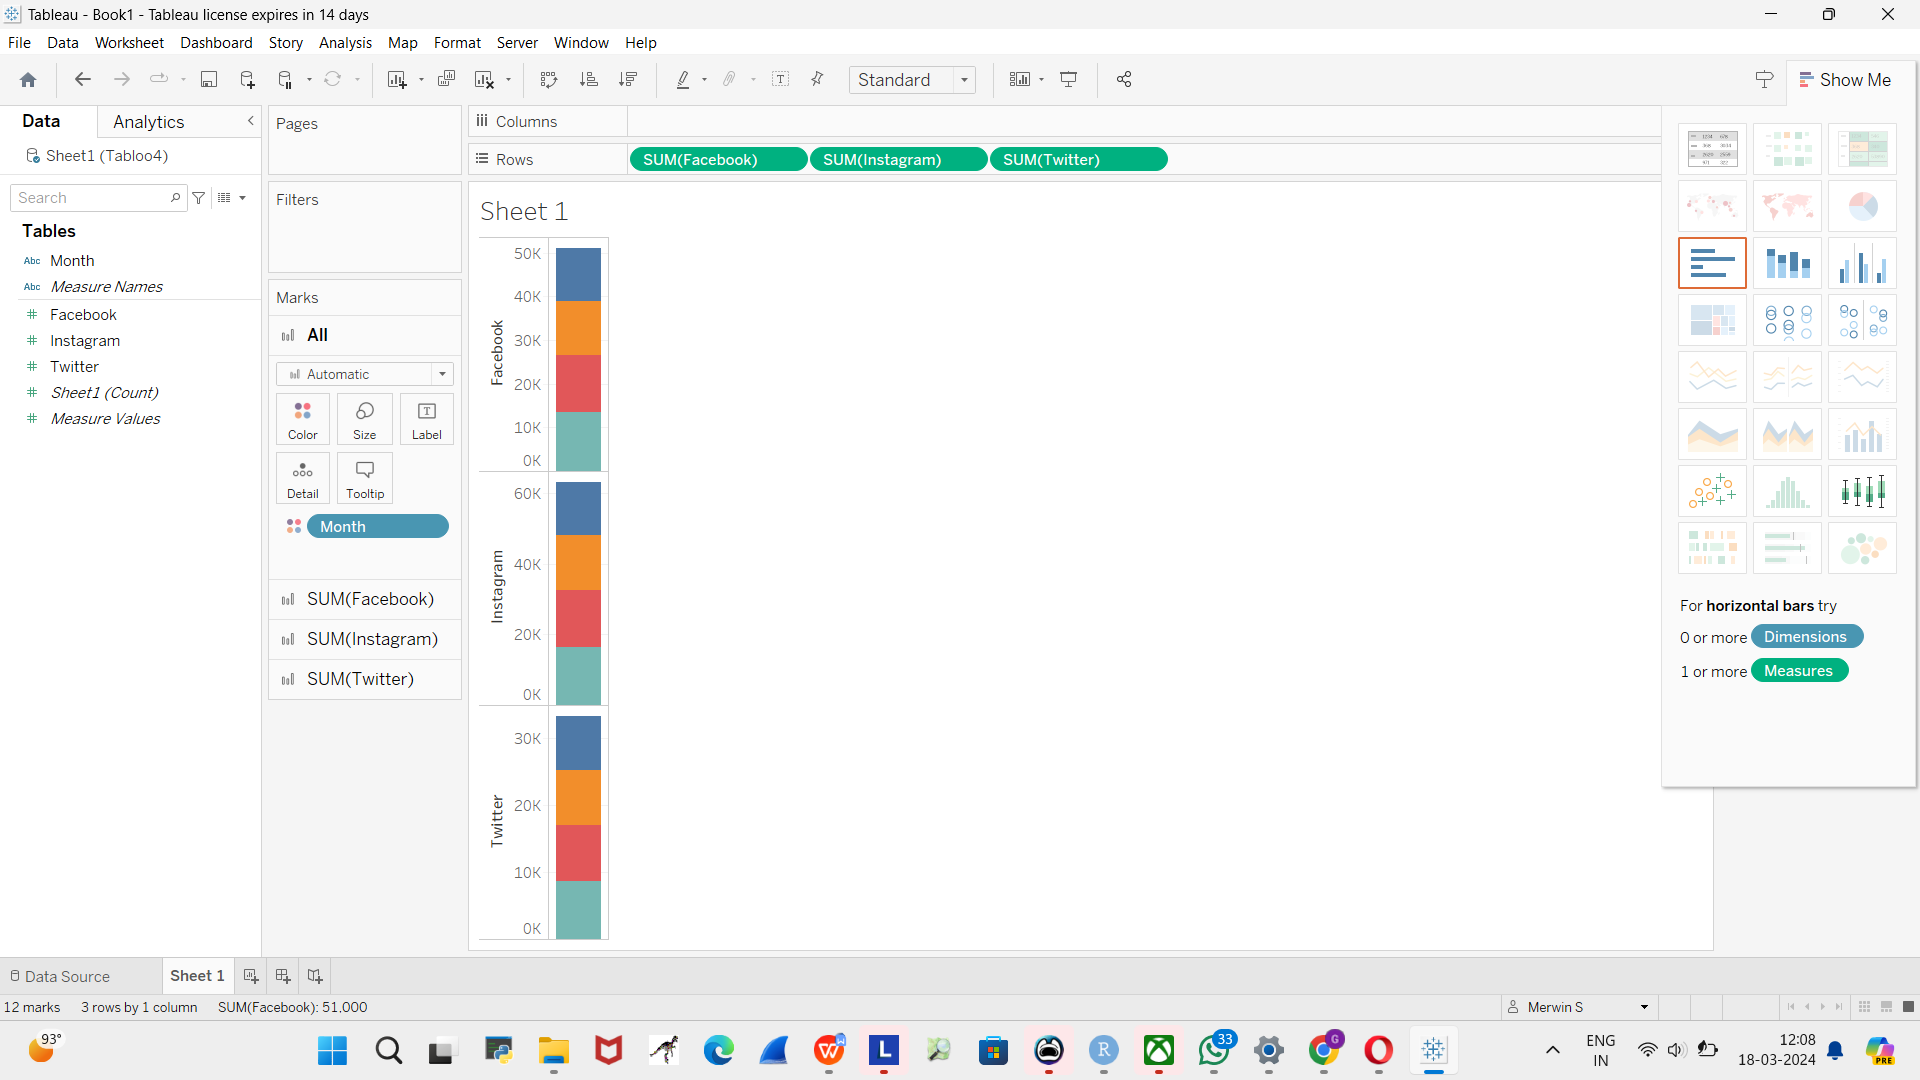 Tableau - Book1 - Tableau license expires in 14 days
File Data Worksheet Dashboard Story Analysis Map Format Server Window Help
Standard
Show Me
Data Analytics
Sheet1 (Tabloo4)
Search
Tables
Abc Month
Abc Measure Names
Facebook
Instagram
Twitter
Sheet1 (Count)
Measure Values
Pages
Filters
Marks
All
Automatic
Color Size Label
Detail Tooltip
Month
SUM(Facebook)
SUM(Instagram)
SUM(Twitter)
Columns
Rows SUM(Facebook) SUM(Instagram) SUM(Twitter)
Sheet 1
Facebook
50K
40K
30K
20K
10K
0K
Instagram
60K
40K
20K
0K
Twitter
30K
20K
10K
0K
For horizontal bars try
0 or more Dimensions
1 or more Measures
Data Source Sheet 1
12 marks 3 rows by 1 column SUM(Facebook): 51,000
Merwin S
93°
33
G
ENG
IN
12:08
18-03-2024
PRE